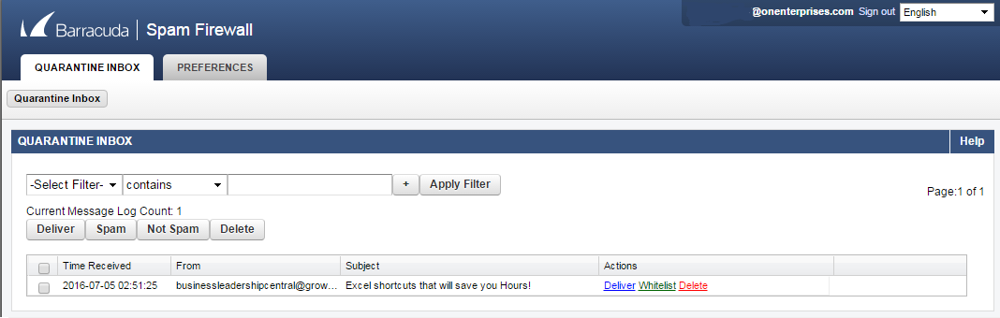 @onenterprises.com Sign out English
Barracuda Spam Firewall
QUARANTINE INBOX PREFERENCES
Quarantine Inbox
QUARANTINE INBOX Help
-Select Filter- contains + Apply Filter
Page:1 of 1
Current Message Log Count: 1
Deliver Spam Not Spam Delete
Time Received From Subject Actions
2016-07-05 02:51:25 businessleadershipcentral@grow... Excel shortcuts that will save you Hours! Deliver Whitelist Delete